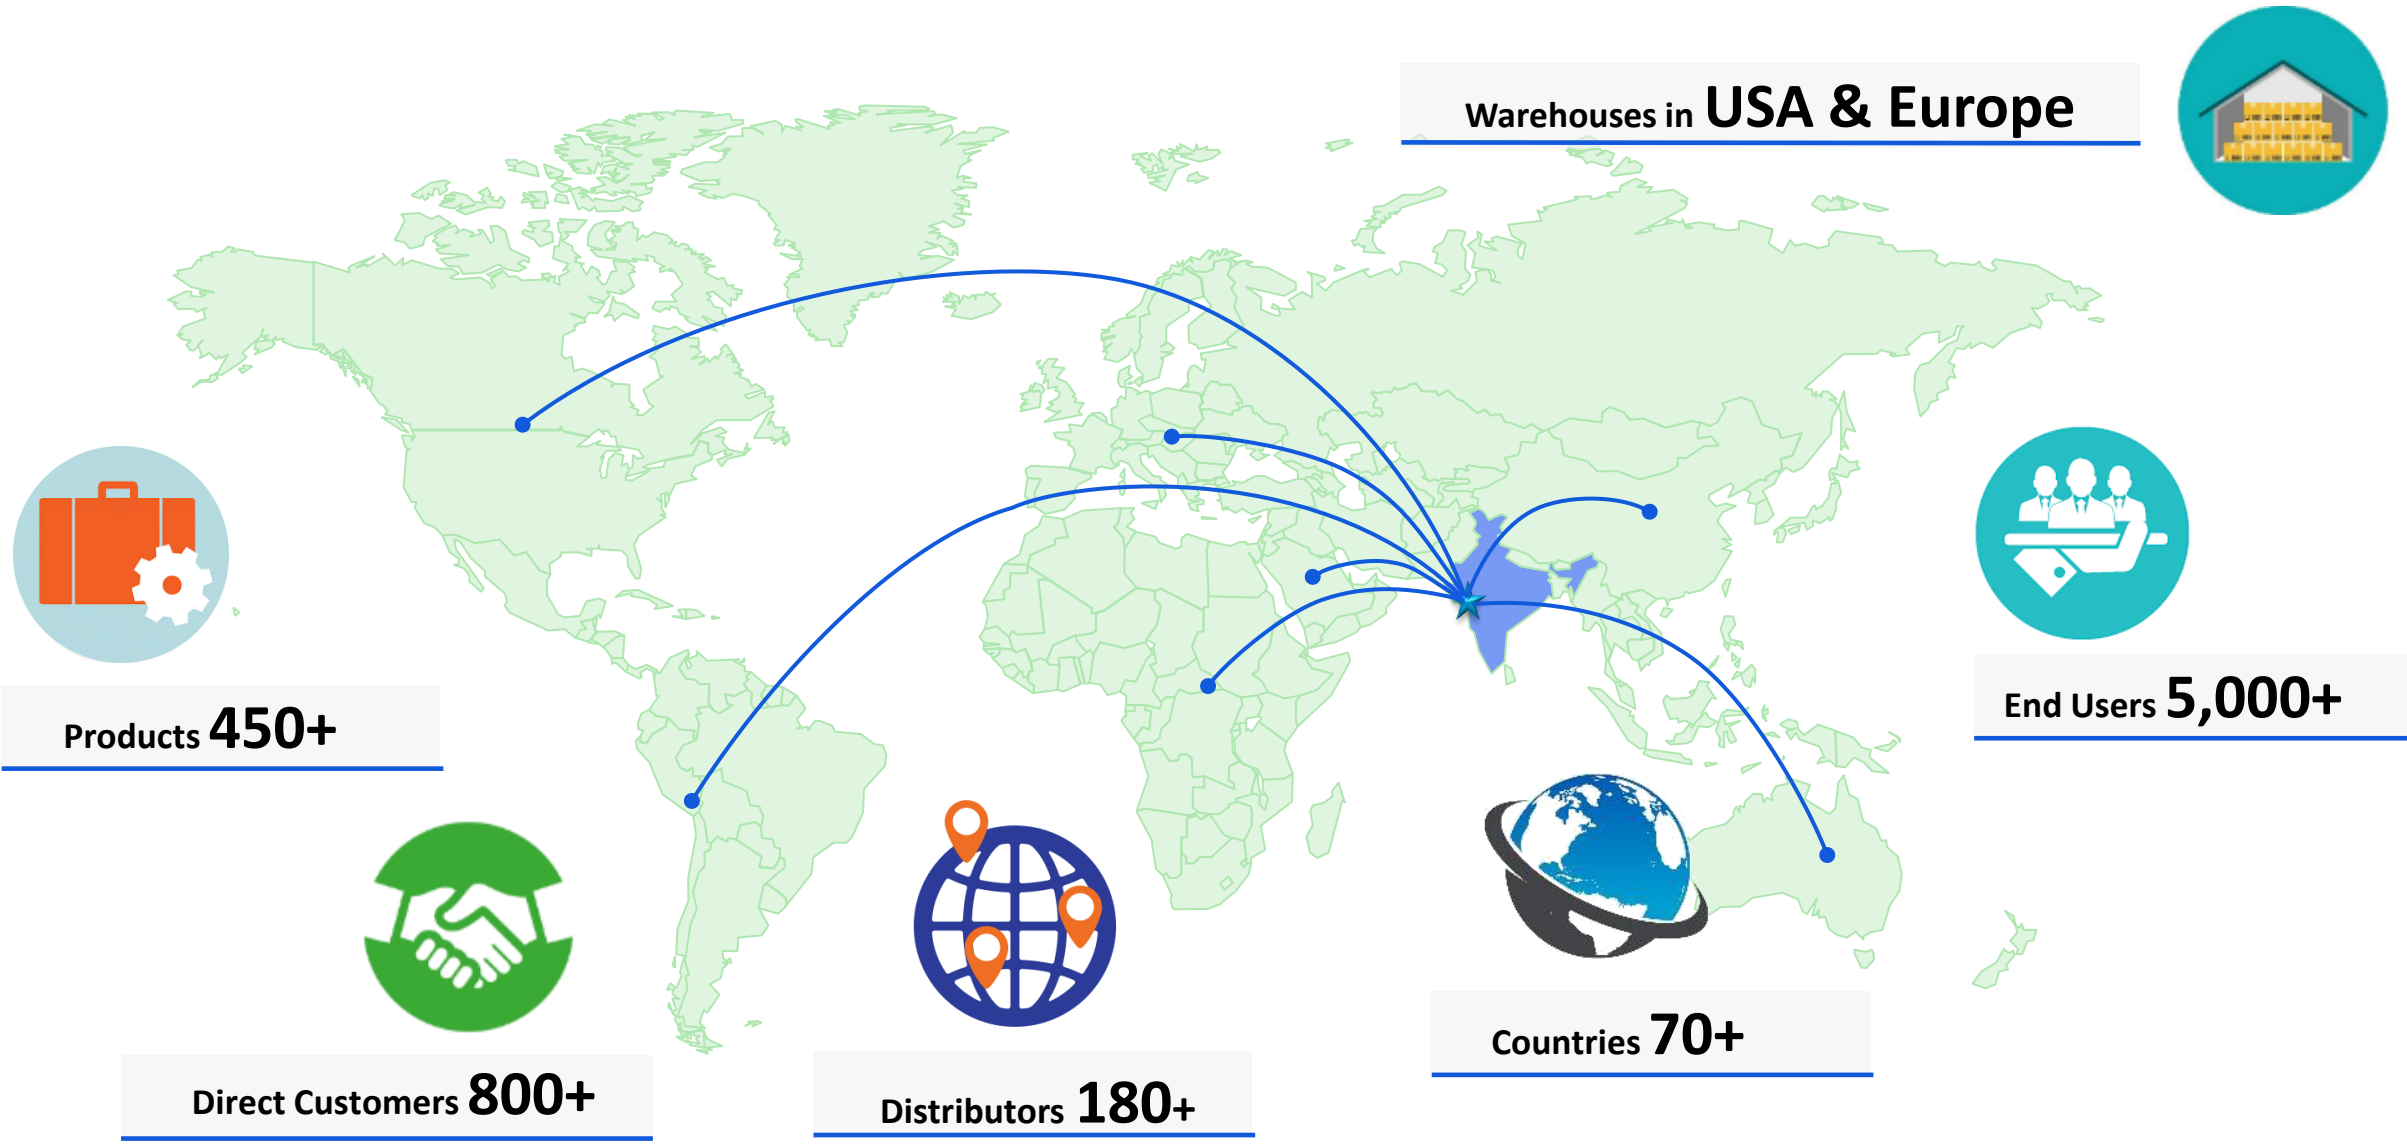 Warehouses in USA & Europe
Products 450+
End Users 5,000+
Direct Customers 800+
Distributors 180+
Countries 70+